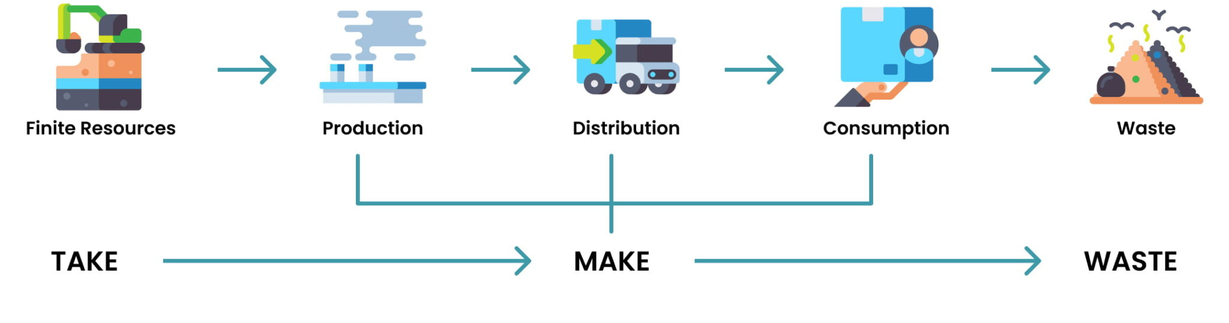 Finite Resources
Production
Distribution
Consumption
Waste
TAKE
MAKE
WASTE